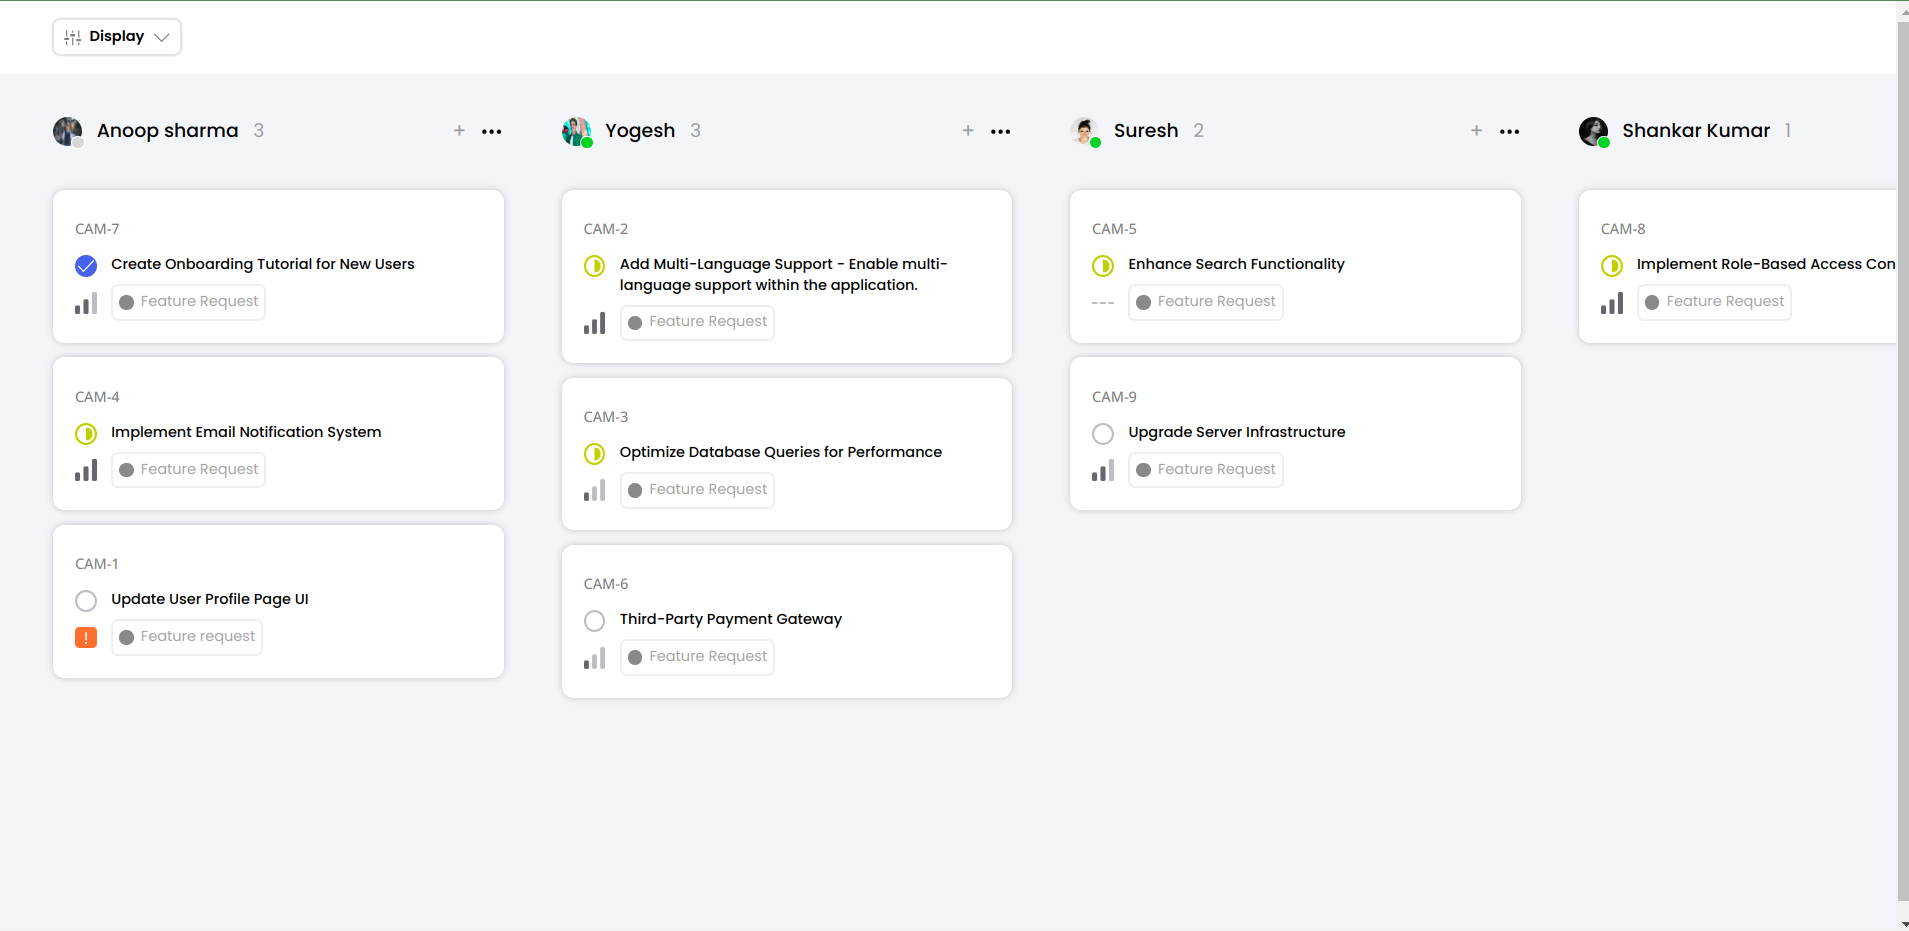 Display
Anoop sharma 3
CAM-7
Create Onboarding Tutorial for New Users
Feature Request
CAM-4
Implement Email Notification System
Feature Request
CAM-1
Update User Profile Page UI
! Feature request
Yogesh 3
CAM-2
Add Multi-Language Support - Enable multi-
language support within the application.
Feature Request
CAM-3
Optimize Database Queries for Performance
Feature Request
CAM-6
Third-Party Payment Gateway
Feature Request
Suresh 2
CAM-5
Enhance Search Functionality
Feature Request
CAM-9
Upgrade Server Infrastructure
Feature Request
Shankar Kumar 1
CAM-8
Implement Role-Based Access Con
Feature Request